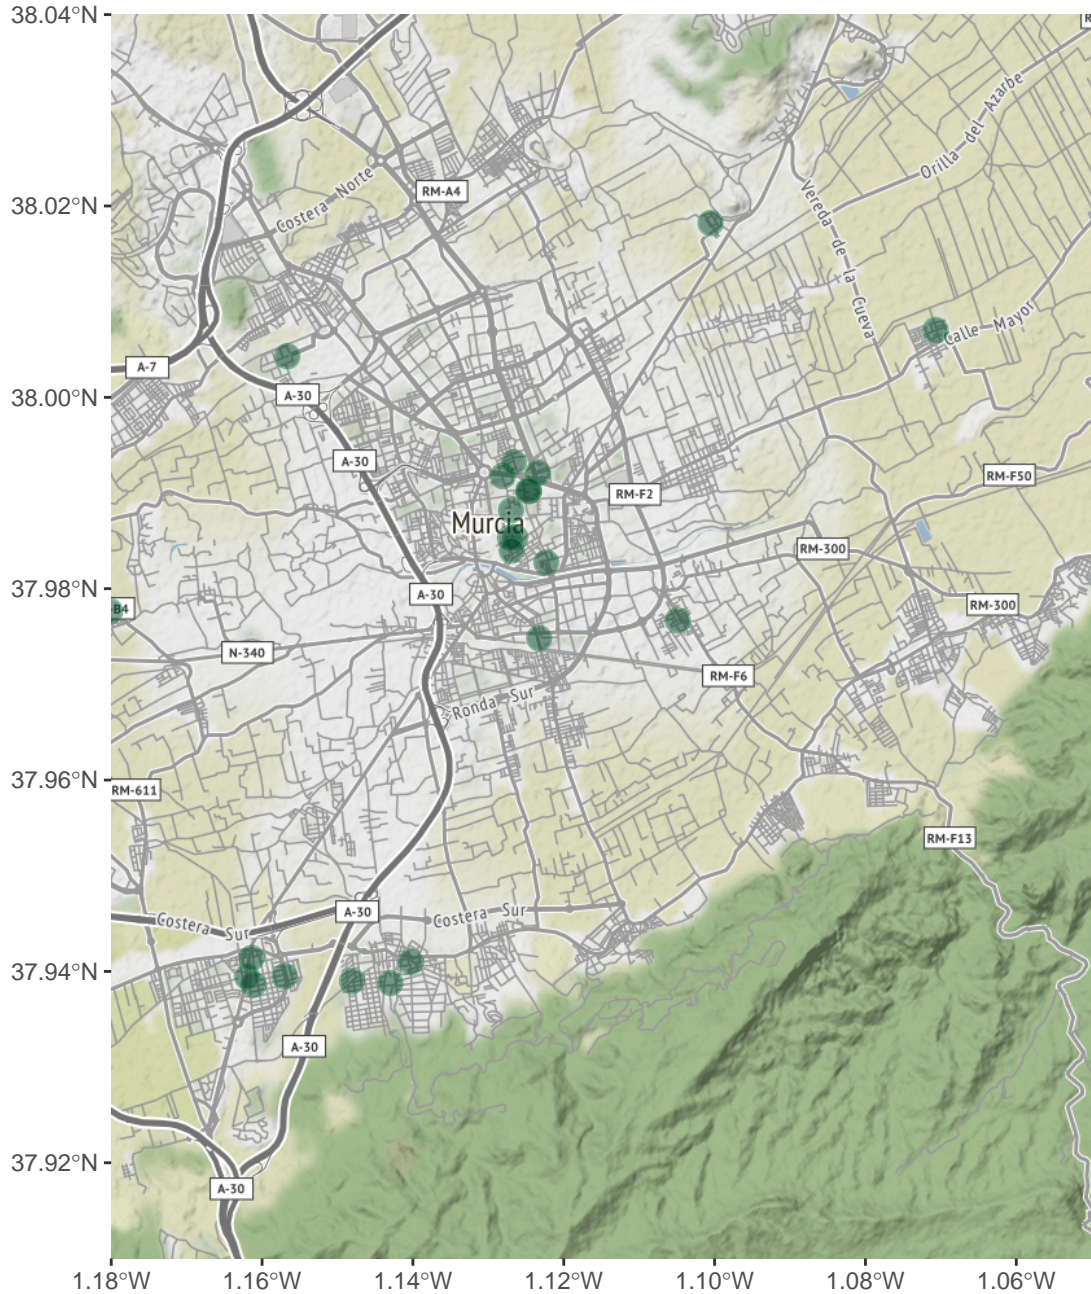 38.04°N
38.02°N
38.00°N
37.98°N
37.96°N
37.94°N
37.92°N
1.18°W
1.16°W
1.14°W
1.12°W
1.10°W
1.08°W
1.06°W
Orilla del Azarbe
RM-A4
Costera Norte
Vereda de la Cueva
Calle Mayor
A-7
A-30
A-30
RM-F50
RM-F2
Murcia
RM-300
A-30
RM-300
-B4
N-340
RM-F6
Ronda Sur
RM-611
RM-F13
A-30
Costera Sur
Costera Sur
A-30
A-30